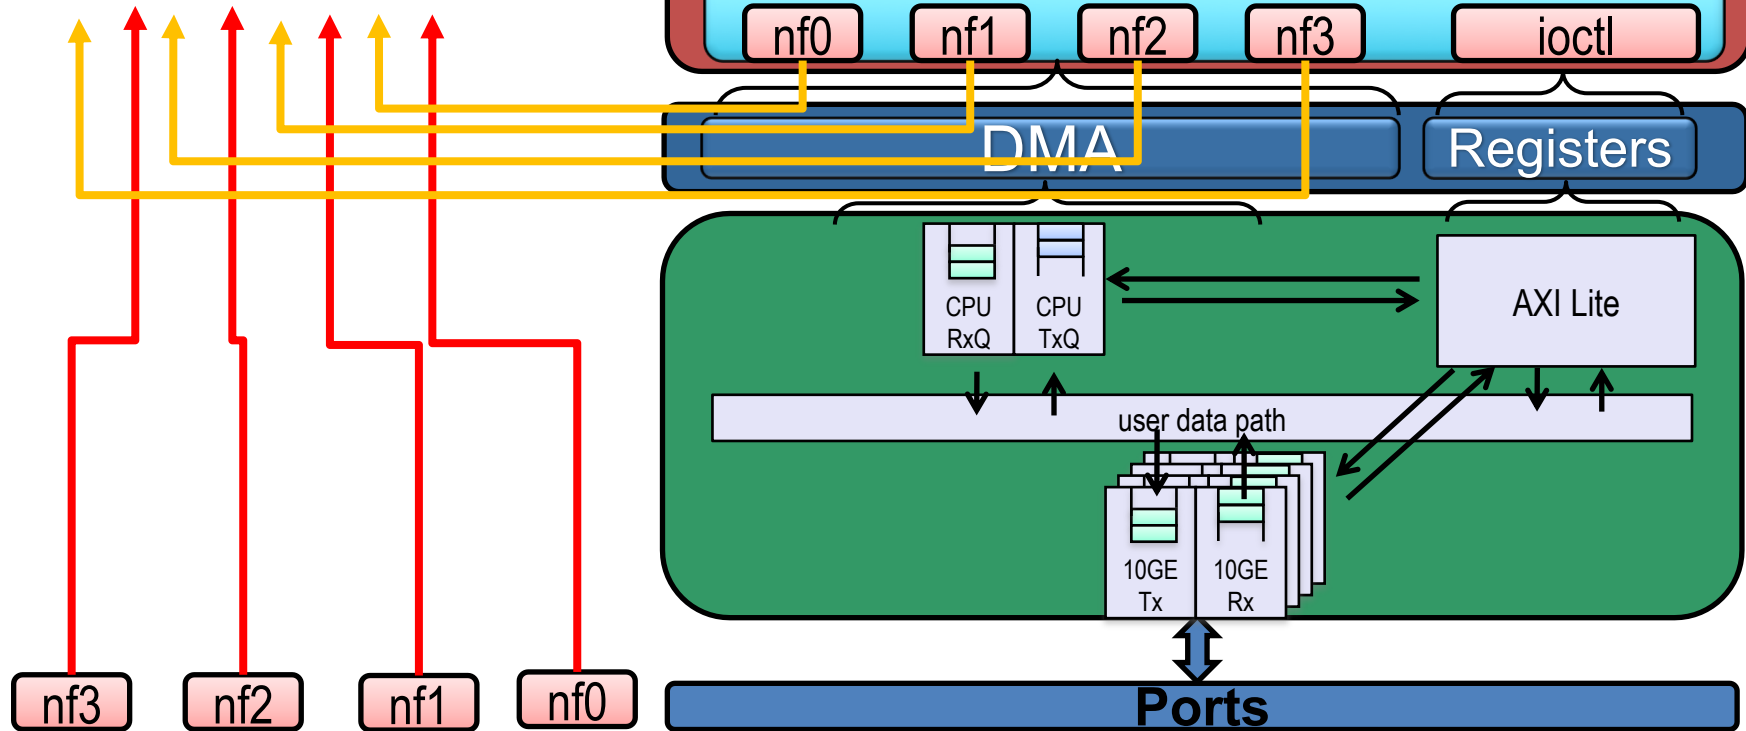 nf0 nf1 nf2 nf3 ioctl
DMA Registers
CPU
RxQ
CPU
TxQ
AXI Lite
user data path
10GE
Tx
10GE
Rx
nf3 nf2 nf1 nf0
Ports